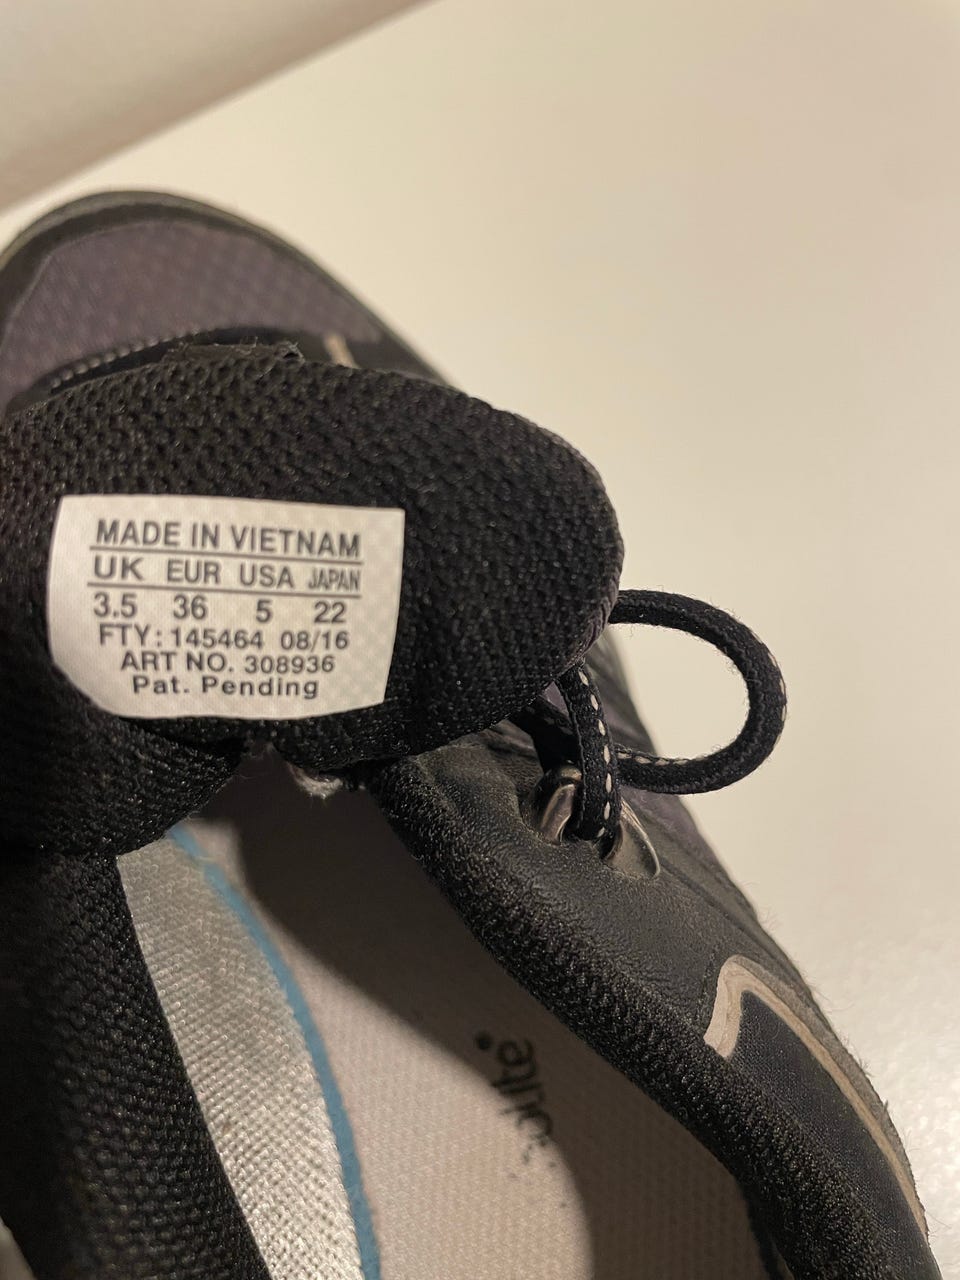 MADE IN VIETNAM
UK EUR USA JAPAN
3.5 36 5 22
FTY: 145464 08/16
ART NO. 308936
Pat. Pending